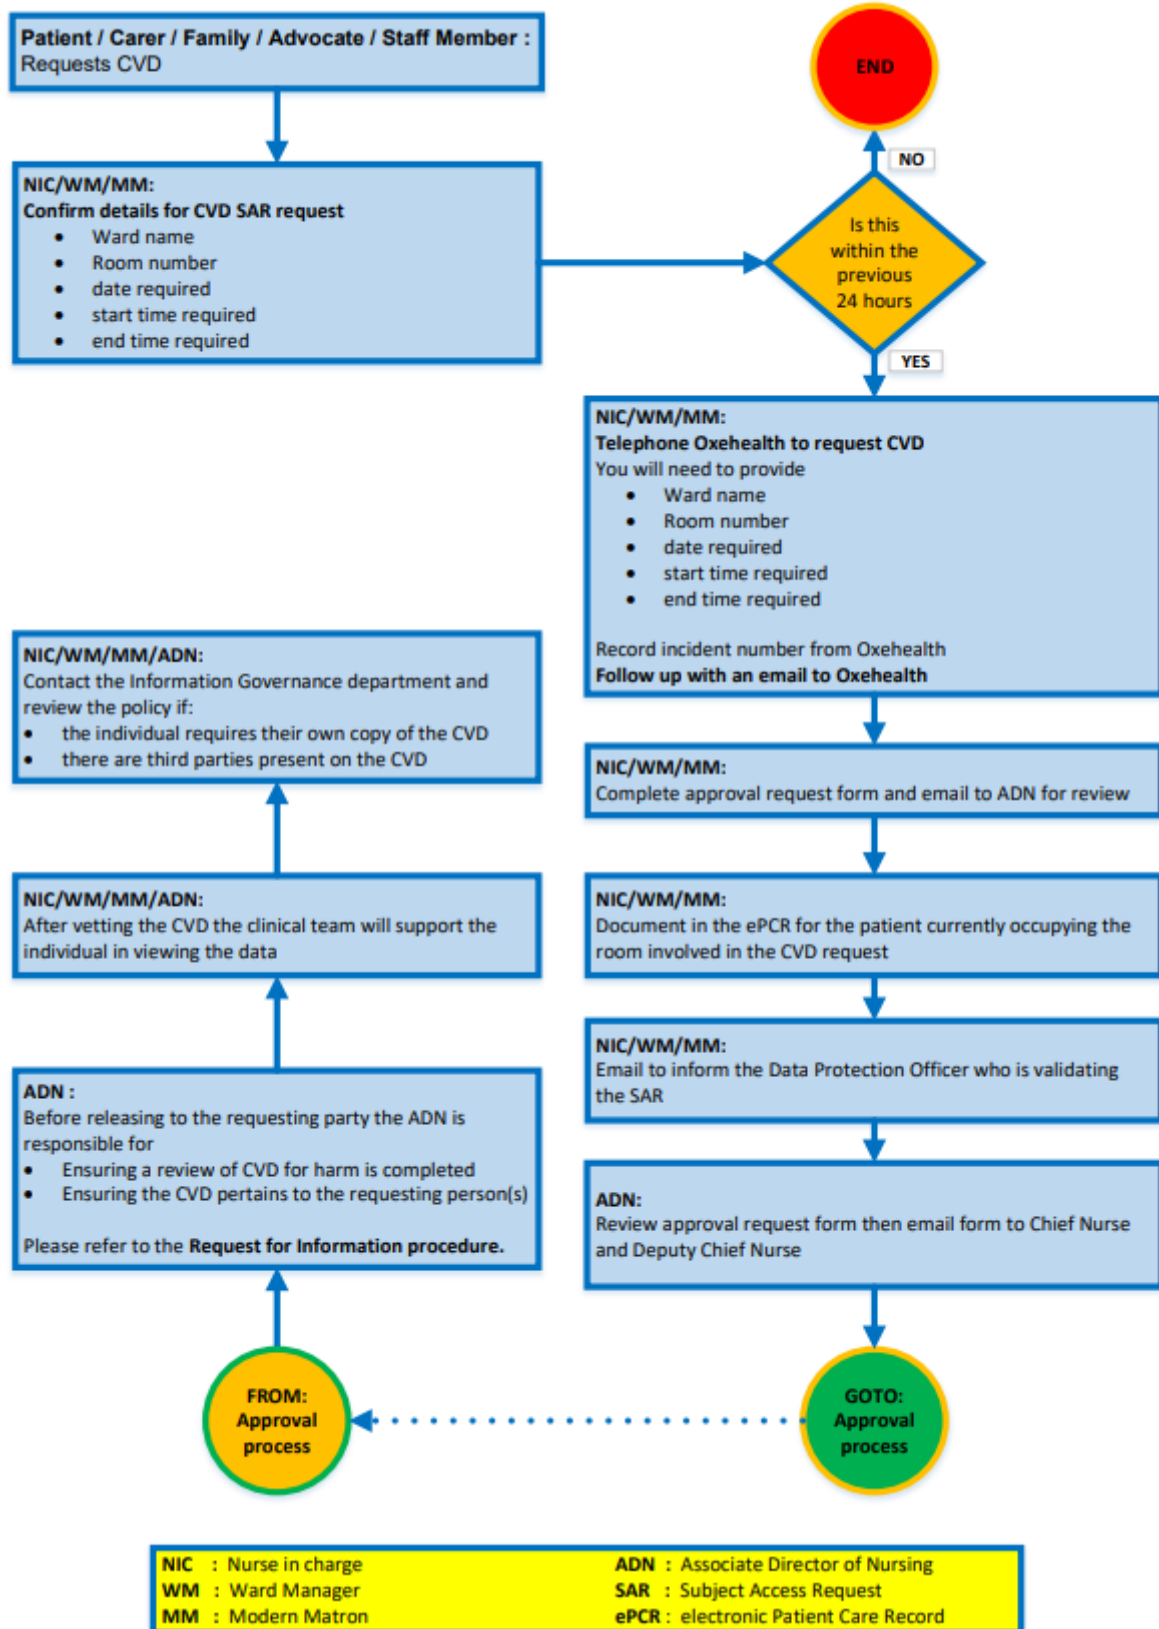 Patient / Carer / Family / Advocate / Staff Member :
Requests CVD
END
NO
NIC/WM/MM:
Confirm details for CVD SAR request
• Ward name
• Room number
• date required
• start time required
• end time required
Is this
within the
previous
24 hours
YES
NIC/WM/MM:
Telephone Oxehealth to request CVD
You will need to provide
• Ward name
• Room number
• date required
• start time required
• end time required
Record incident number from Oxehealth
Follow up with an email to Oxehealth
NIC/WM/MM:
Complete approval request form and email to ADN for review
NIC/WM/MM:
Document in the ePCR for the patient currently occupying the
room involved in the CVD request
NIC/WM/MM:
Email to inform the Data Protection Officer who is validating
the SAR
ADN:
Review approval request form then email form to Chief Nurse
and Deputy Chief Nurse
GOTO:
Approval
process
FROM:
Approval
process
ADN :
Before releasing to the requesting party the ADN is
responsible for
• Ensuring a review of CVD for harm is completed
• Ensuring the CVD pertains to the requesting person(s)
Please refer to the Request for Information procedure.
NIC/WM/MM/ADN:
After vetting the CVD the clinical team will support the
individual in viewing the data
NIC/WM/MM/ADN:
Contact the Information Governance department and
review the policy if:
• the individual requires their own copy of the CVD
• there are third parties present on the CVD
NIC : Nurse in charge
WM : Ward Manager
MM : Modern Matron
ADN : Associate Director of Nursing
SAR : Subject Access Request
ePCR : electronic Patient Care Record